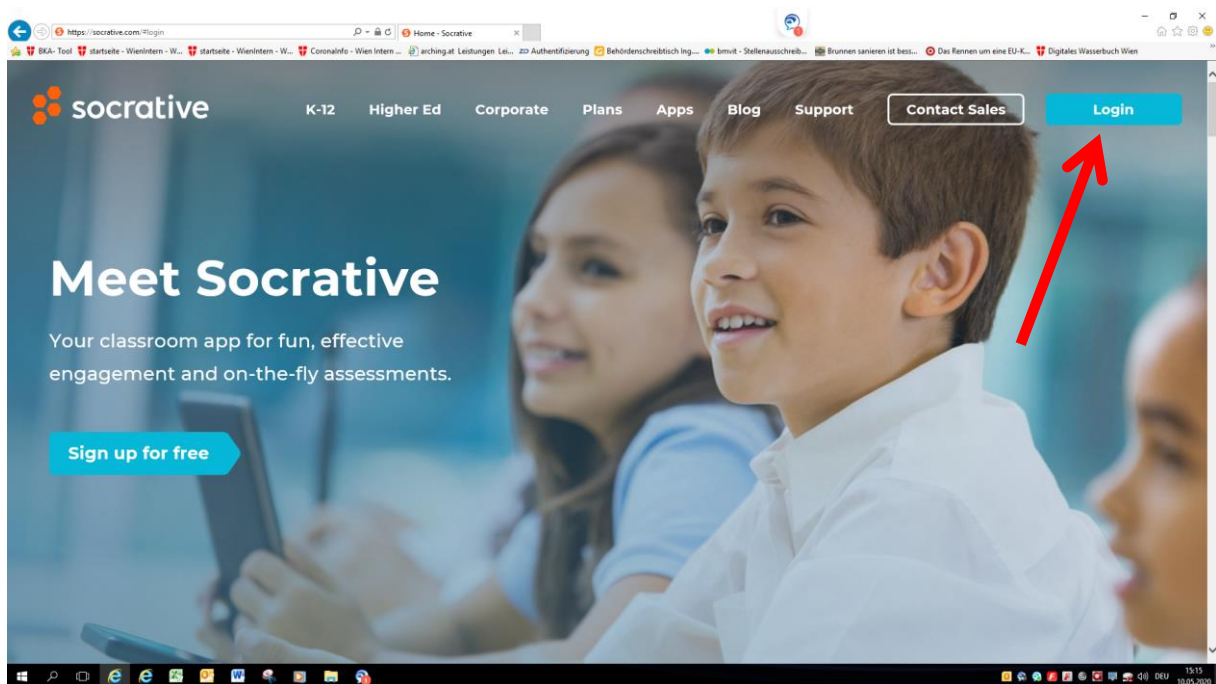 https://socrative.com/#login
Home - Socrative
BKA- Tool startseite - WienIntern - W... startseite - WienIntern - W... CoronaInfo - Wien Intern ... arching.at Leistungen Lei... Authentifizierung Behördenschreibtisch Ing.... bmvit - Stellenausschreib... Brunnen sanieren ist bess... Das Rennen um eine EU-K... Digitales Wasserbuch Wien
socrative K-12 Higher Ed Corporate Plans Apps Blog Support Contact Sales Login
Meet Socrative
Your classroom app for fun, effective
engagement and on-the-fly assessments.
Sign up for free
DEU 15:15
10.05.2020